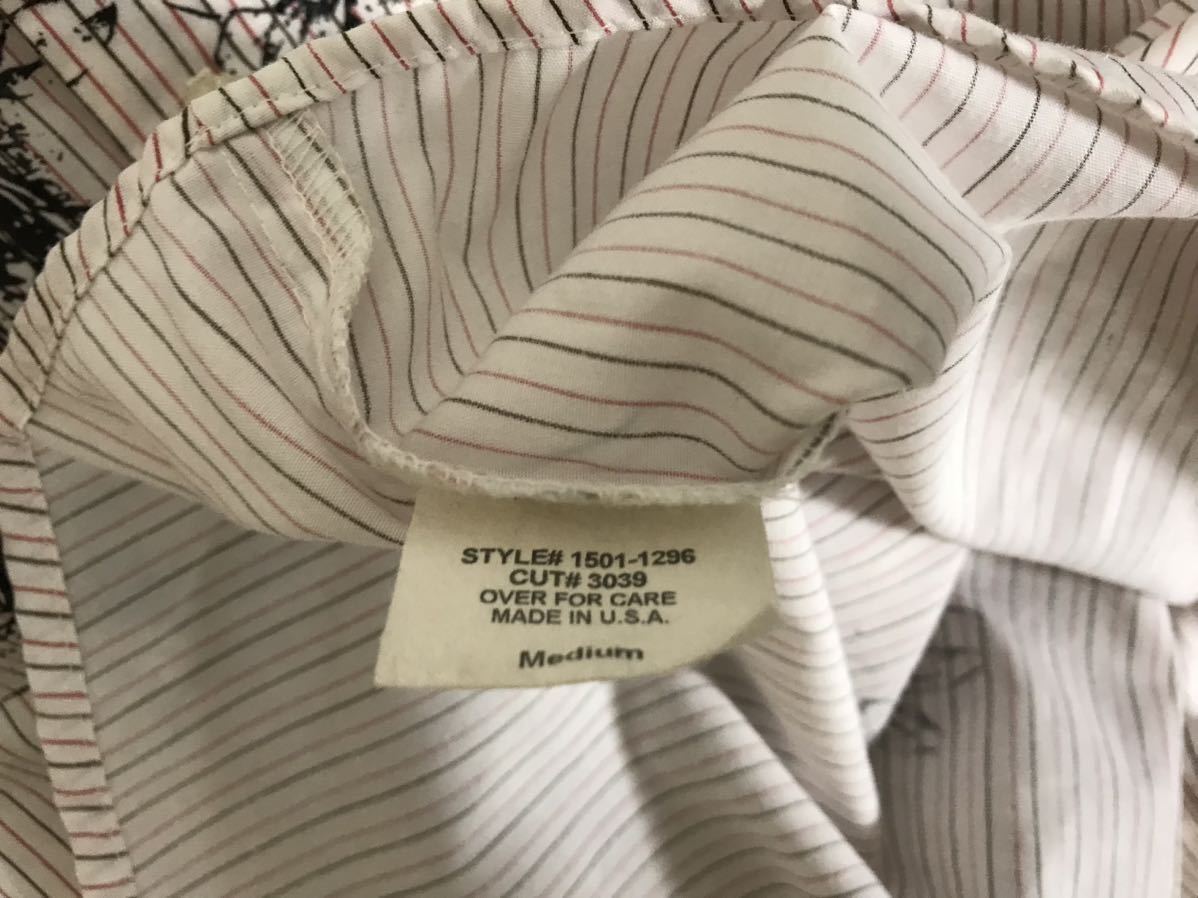 STYLE# 1501-1296
CUT# 3039
OVER FOR CARE
MADE IN U.S.A.
Medium